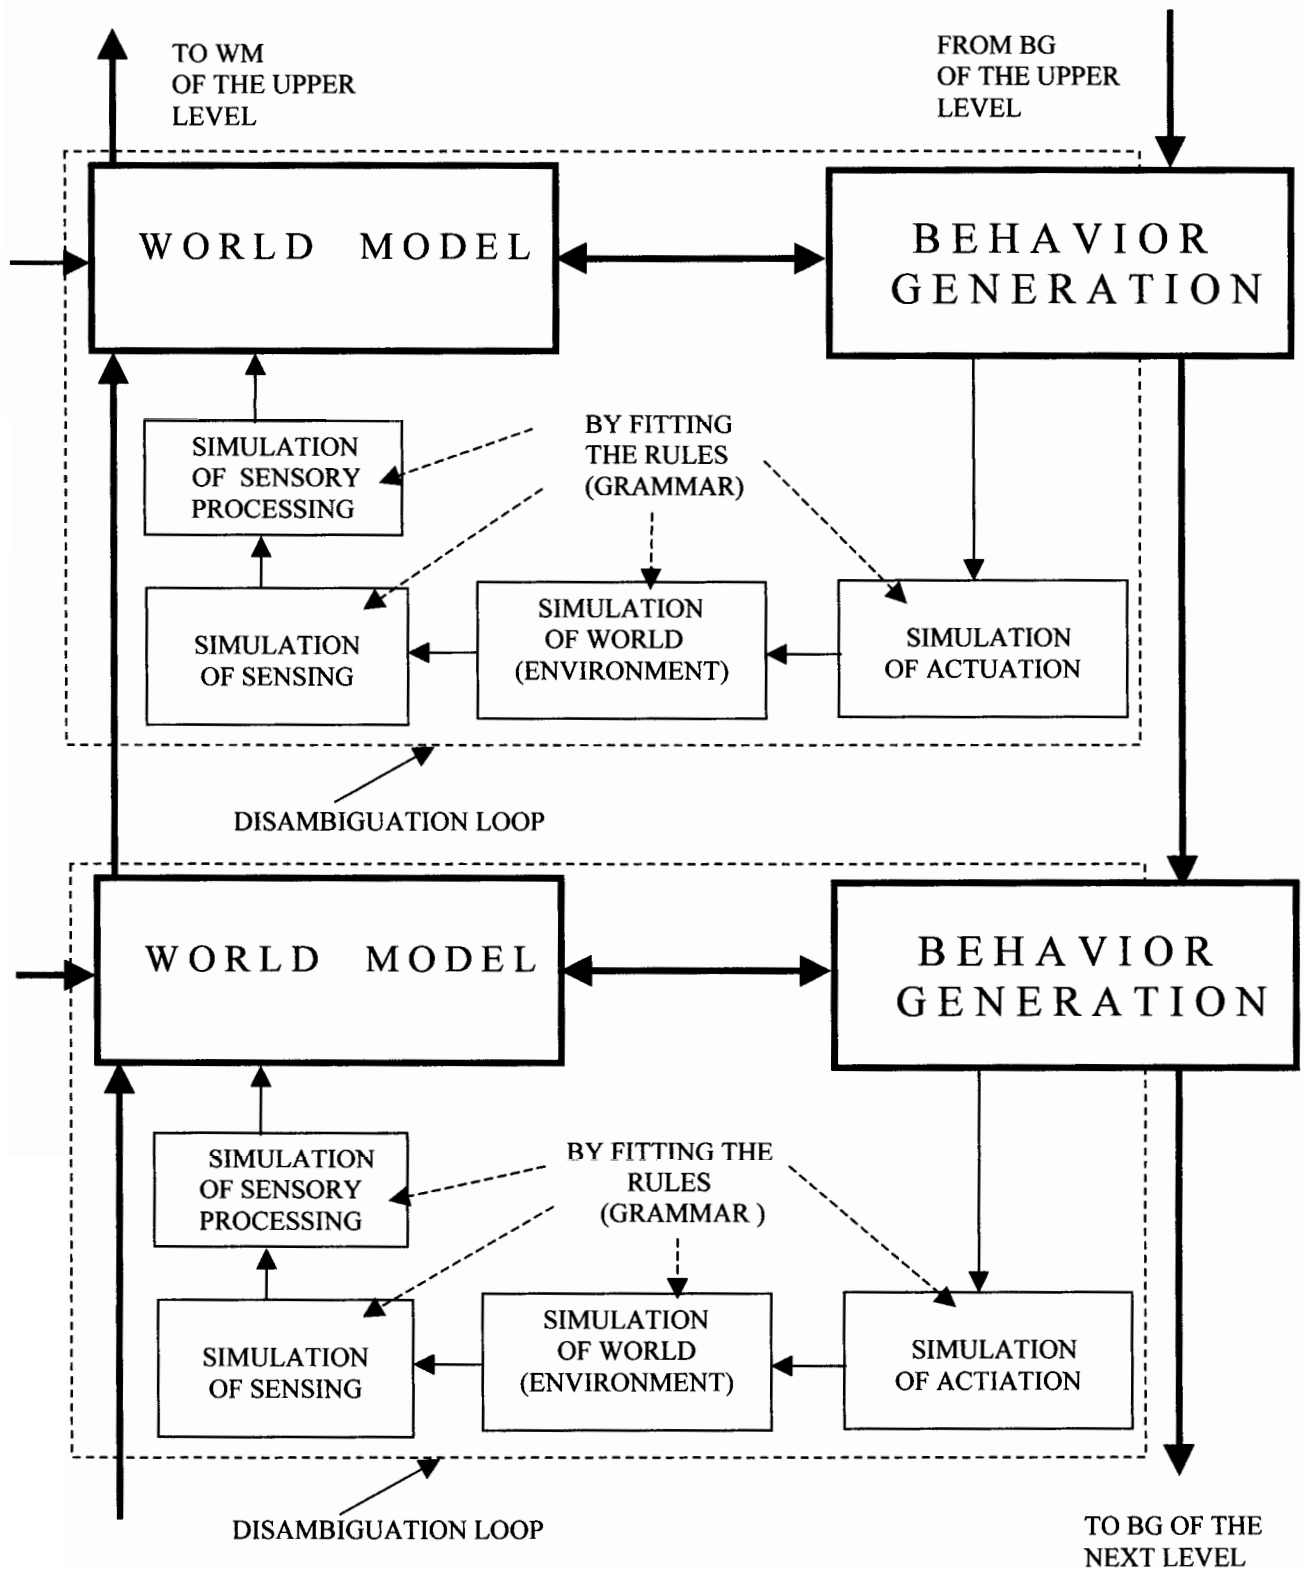 TO WM
OF THE UPPER
LEVEL
FROM BG
OF THE UPPER
LEVEL
WORLD MODEL
BEHAVIOR
GENERATION
SIMULATION
OF SENSORY
PROCESSING
BY FITTING
THE RULES
(GRAMMAR)
SIMULATION
OF SENSING
SIMULATION
OF WORLD
(ENVIRONMENT)
SIMULATION
OF ACTUATION
DISAMBIGUATION LOOP
WORLD MODEL
BEHAVIOR
GENERATION
SIMULATION
OF SENSORY
PROCESSING
BY FITTING THE
RULES
(GRAMMAR )
SIMULATION
OF SENSING
SIMULATION
OF WORLD
(ENVIRONMENT)
SIMULATION
OF ACTIATION
DISAMBIGUATION LOOP
TO BG OF THE
NEXT LEVEL